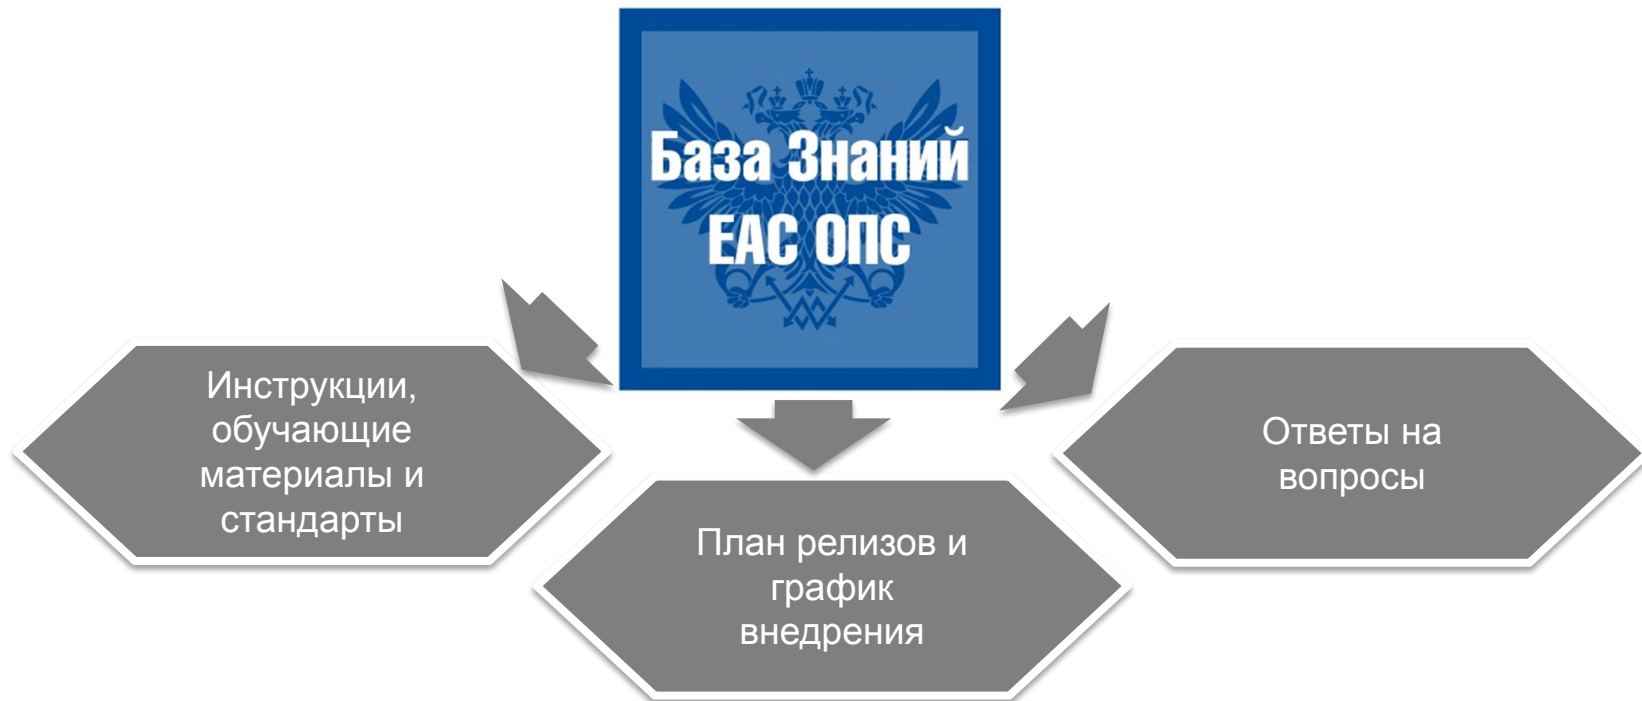 База Знаний
ЕАС ОПС
Инструкции,
обучающие
материалы и
стандарты
План релизов и
график
внедрения
Ответы на
вопросы